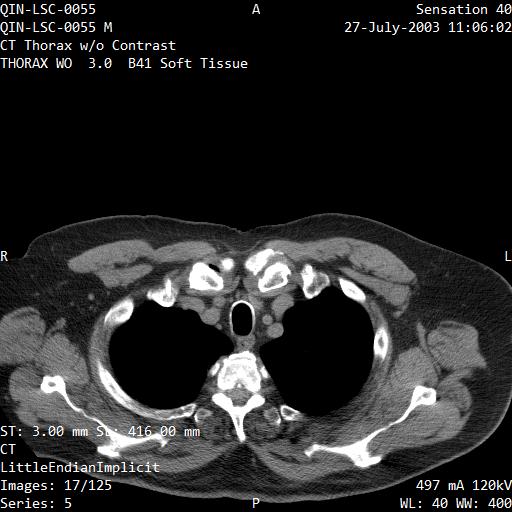 QIN-LSC-0055 A Sensation 40
QIN-LSC-0055 M 27-July-2003 11:06:02
CT Thorax w/o Contrast
THORAX WO 3.0 B41 Soft Tissue
R L
ST: 3.00 mm SL: 416.00 mm
CT
LittleEndianImplicit
Images: 17/125 497 mA 120kV
Series: 5 P WL: 40 WW: 400